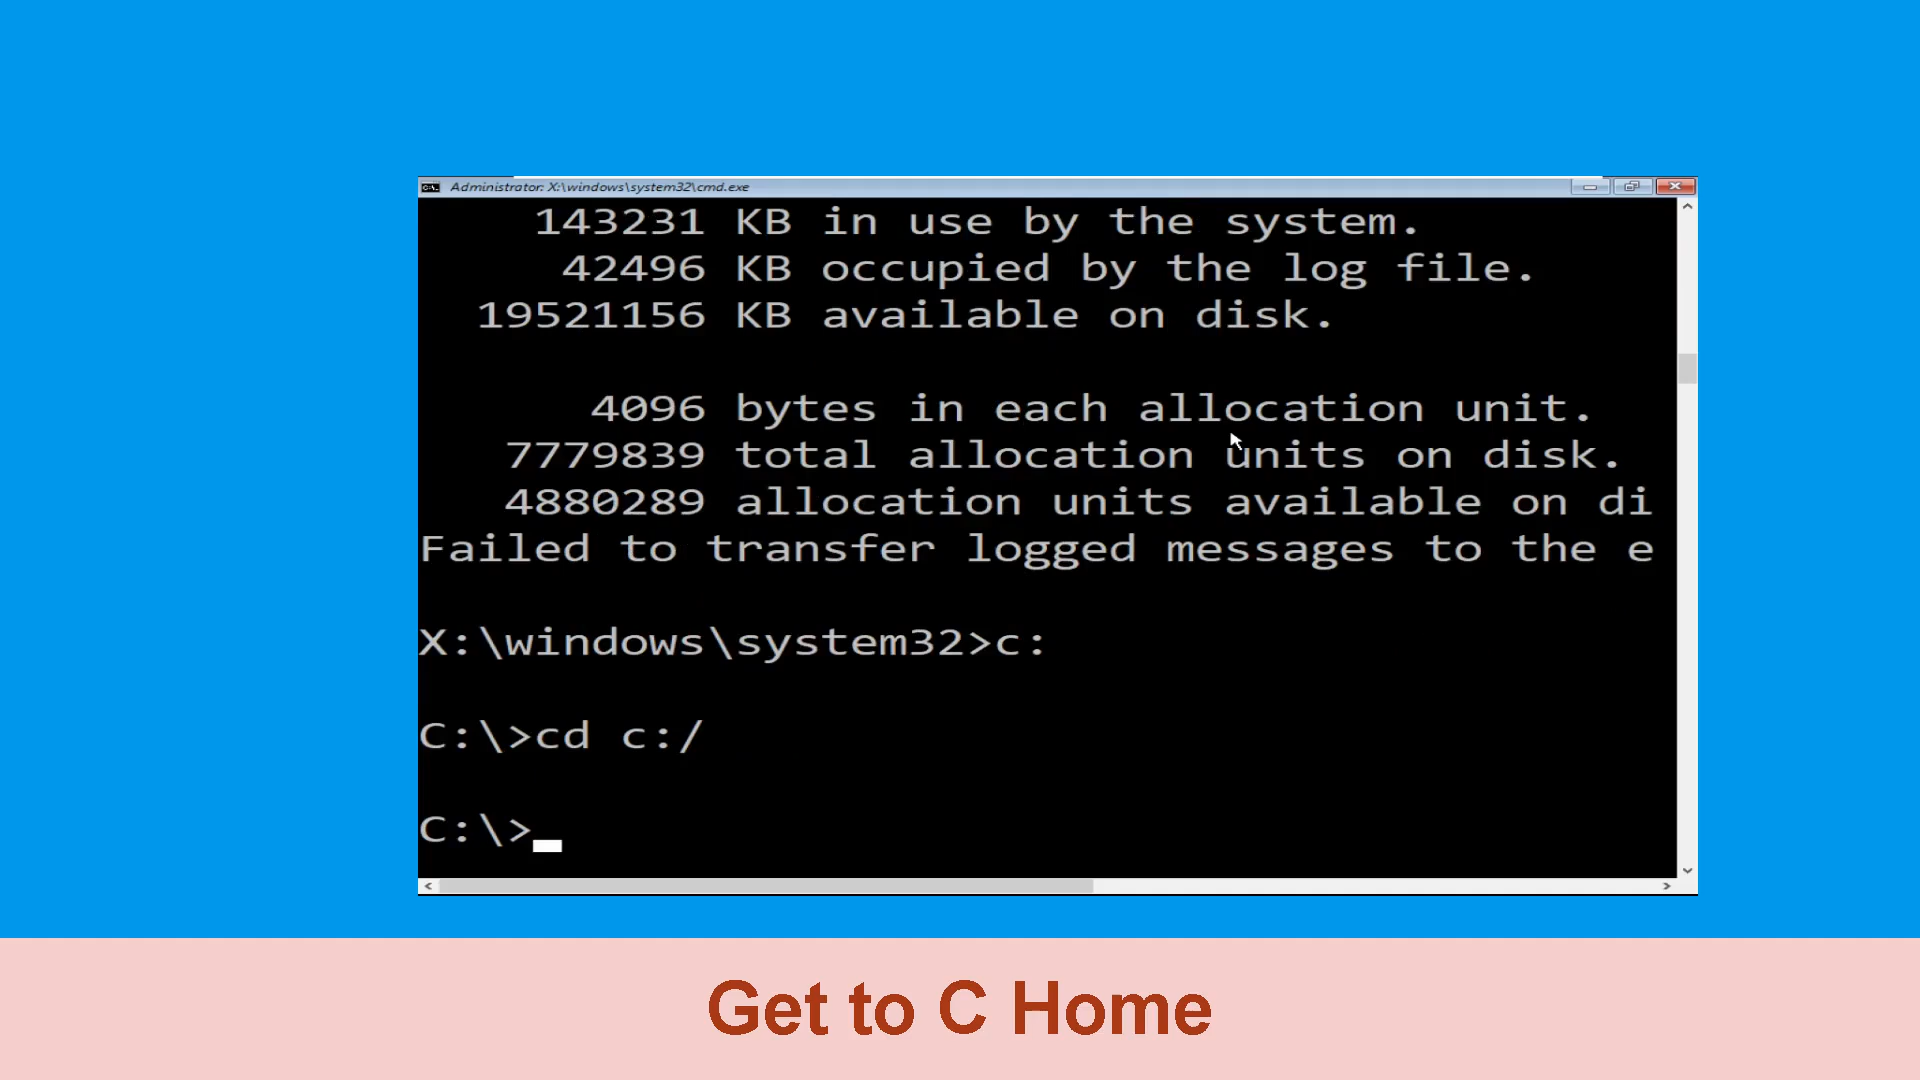 Administrator: X:\windows\system32\cmd.exe
143231 KB in use by the system.
42496 KB occupied by the log file.
19521156 KB available on disk.
4096 bytes in each allocation unit.
7779839 total allocation units on disk.
4880289 allocation units available on di
Failed to transfer logged messages to the e
X:\windows\system32>c:
C:\>cd c:/
C:\>
Get to C Home